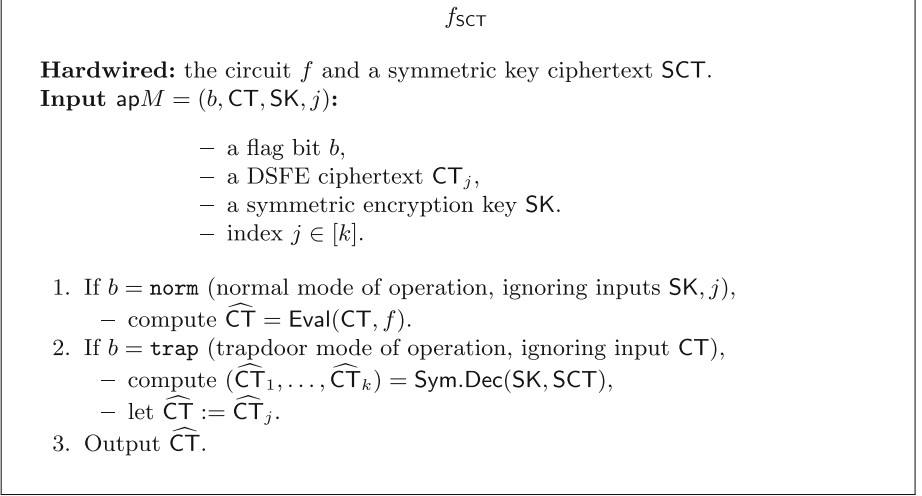 f_SCT
Hardwired: the circuit f and a symmetric key ciphertext SCT.
Input apM = (b, CT, SK, j):
– a flag bit b,
– a DSFE ciphertext CT_j,
– a symmetric encryption key SK.
– index j ∈ [k].
1. If b = norm (normal mode of operation, ignoring inputs SK, j),
– compute \widehat{CT} = Eval(CT, f).
2. If b = trap (trapdoor mode of operation, ignoring input CT),
– compute (\widehat{CT}_1, . . . , \widehat{CT}_k) = Sym.Dec(SK, SCT),
– let \widehat{CT} := \widehat{CT}_j.
3. Output \widehat{CT}.